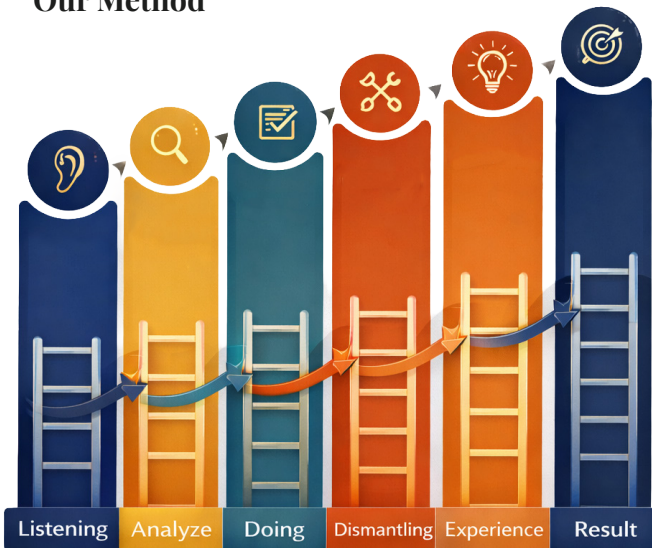 Our Method
Listening
Analyze
Doing
Dismantling
Experience
Result